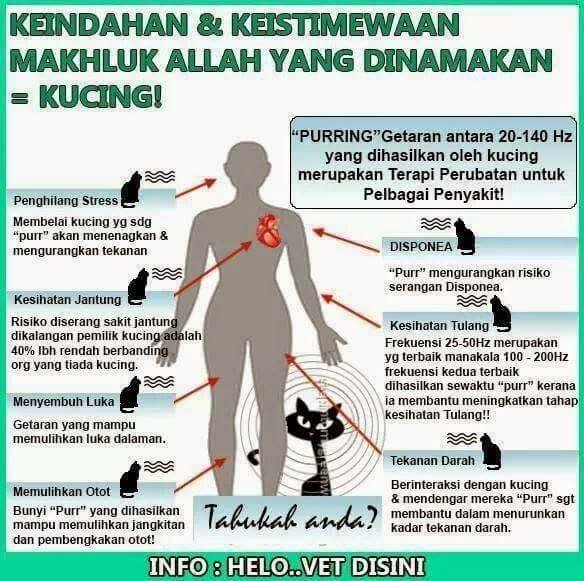 KEINDAHAN & KEISTIMEWAAN
MAKHLUK ALLAH YANG DINAMAKAN
= KUCING!
"PURRING"Getaran antara 20-140 Hz
yang dihasilkan oleh kucing
merupakan Terapi Perubatan untuk
Pelbagai Penyakit!
Penghilang Stress
Membelai kucing yg sdg
"purr" akan menenagkan &
mengurangkan tekanan
Kesihatan Jantung
Risiko diserang sakit jantung
dikalangan pemilik kucing adalah
40% lbh rendah berbanding
org yang tiada kucing.
Menyembuh Luka
Getaran yang mampu
memulihkan luka dalaman.
Memulihkan Otot
Bunyi "Purr" yang dihasilkan
mampu memulihkan jangkitan
dan pembengkakan otot!
DISPONEA
"Purr" mengurangkan risiko
serangan Disponea.
Kesihatan Tulang
Frekuensi 25-50Hz merupakan
yg terbaik manakala 100 - 200Hz
frekuensi kedua terbaik
dihasilkan sewaktu "purr" kerana
ia membantu meningkatkan tahap
kesihatan Tulang!!
Tekanan Darah
Berinteraksi dengan kucing
& mendengar mereka "Purr" sgt
membantu dalam menurunkan
kadar tekanan darah.
Tahukah anda?
INFO : HELO..VET DISINI